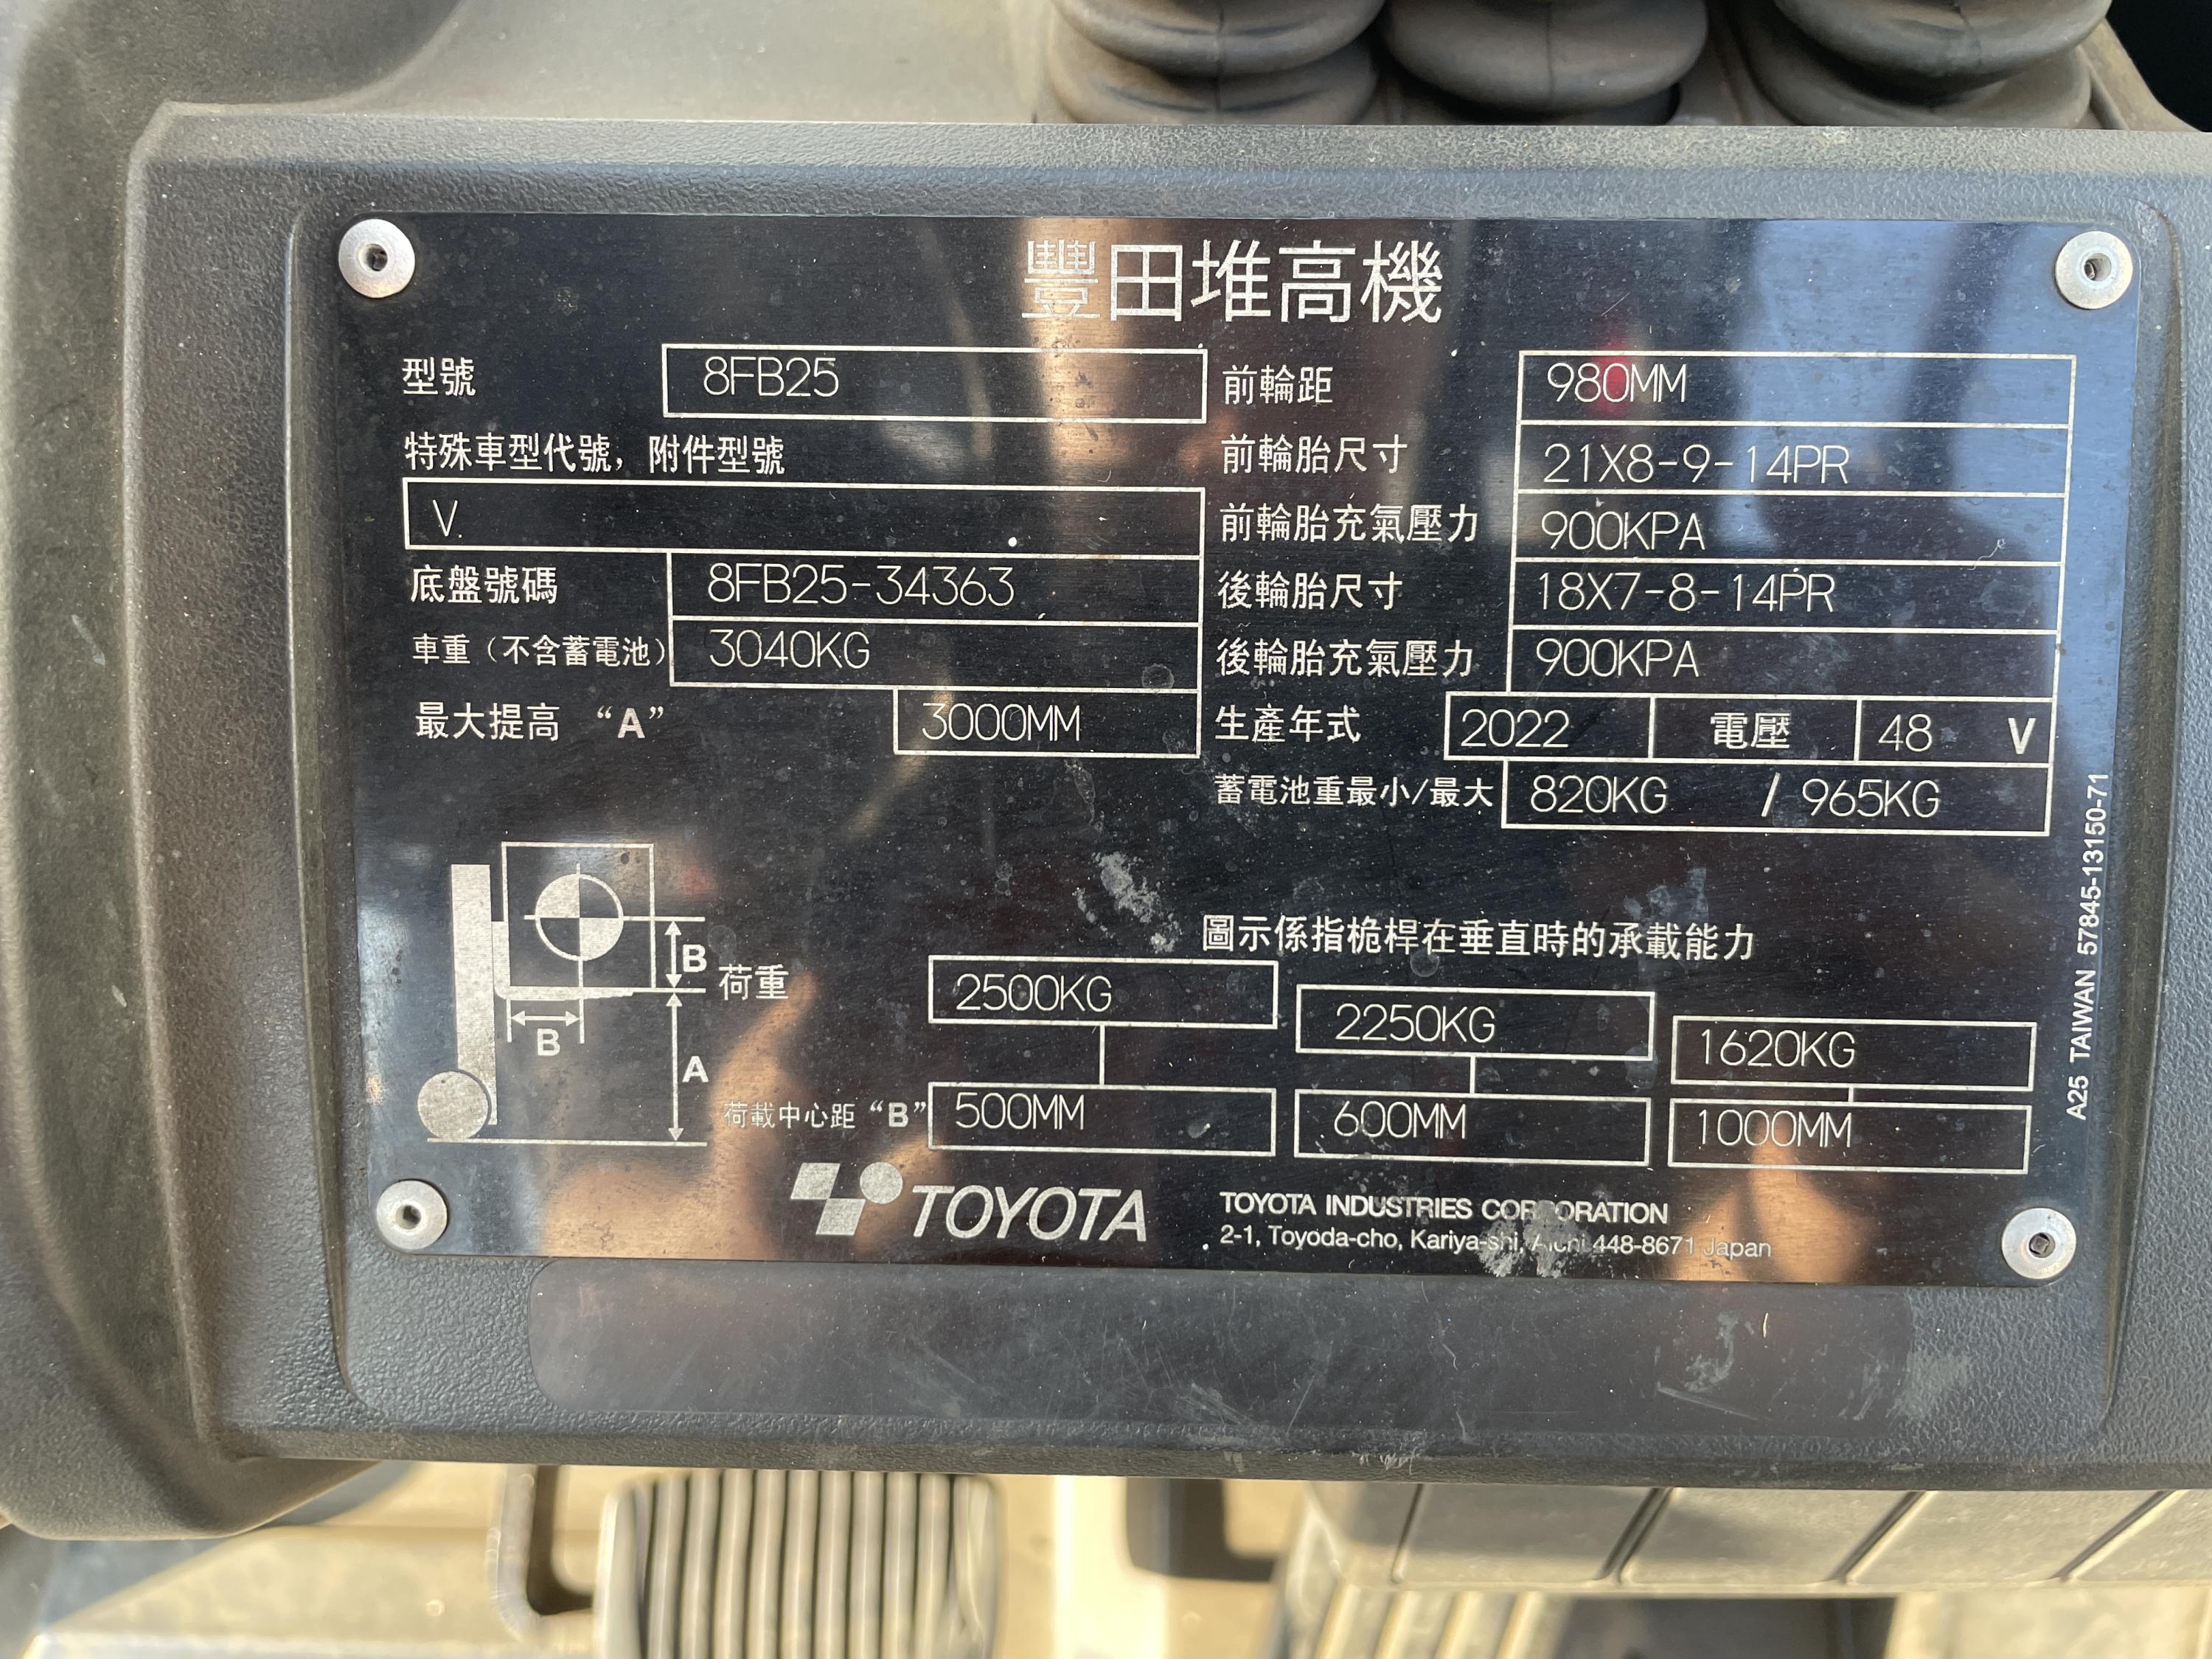 豐田堆高機
型號 8FB25
特殊車型代號，附件型號
V.
底盤號碼 8FB25-34363
車重（不含蓄電池） 3040KG
最大提高 “A” 3000MM
前輪距 980MM
前輪胎尺寸 21X8-9-14PR
前輪胎充氣壓力 900KPA
後輪胎尺寸 18X7-8-14PR
後輪胎充氣壓力 900KPA
生產年式 2022 電壓 48 V
蓄電池重最小/最大 820KG / 965KG
圖示係指桅桿在垂直時的承載能力
B
B
A
荷重 2500KG 2250KG 1620KG
荷載中心距 “B” 500MM 600MM 1000MM
TOYOTA
TOYOTA INDUSTRIES CORPORATION
2-1, Toyoda-cho, Kariya-shi, Aichi 448-8671 Japan
A25 TAIWAN 57845-13150-71